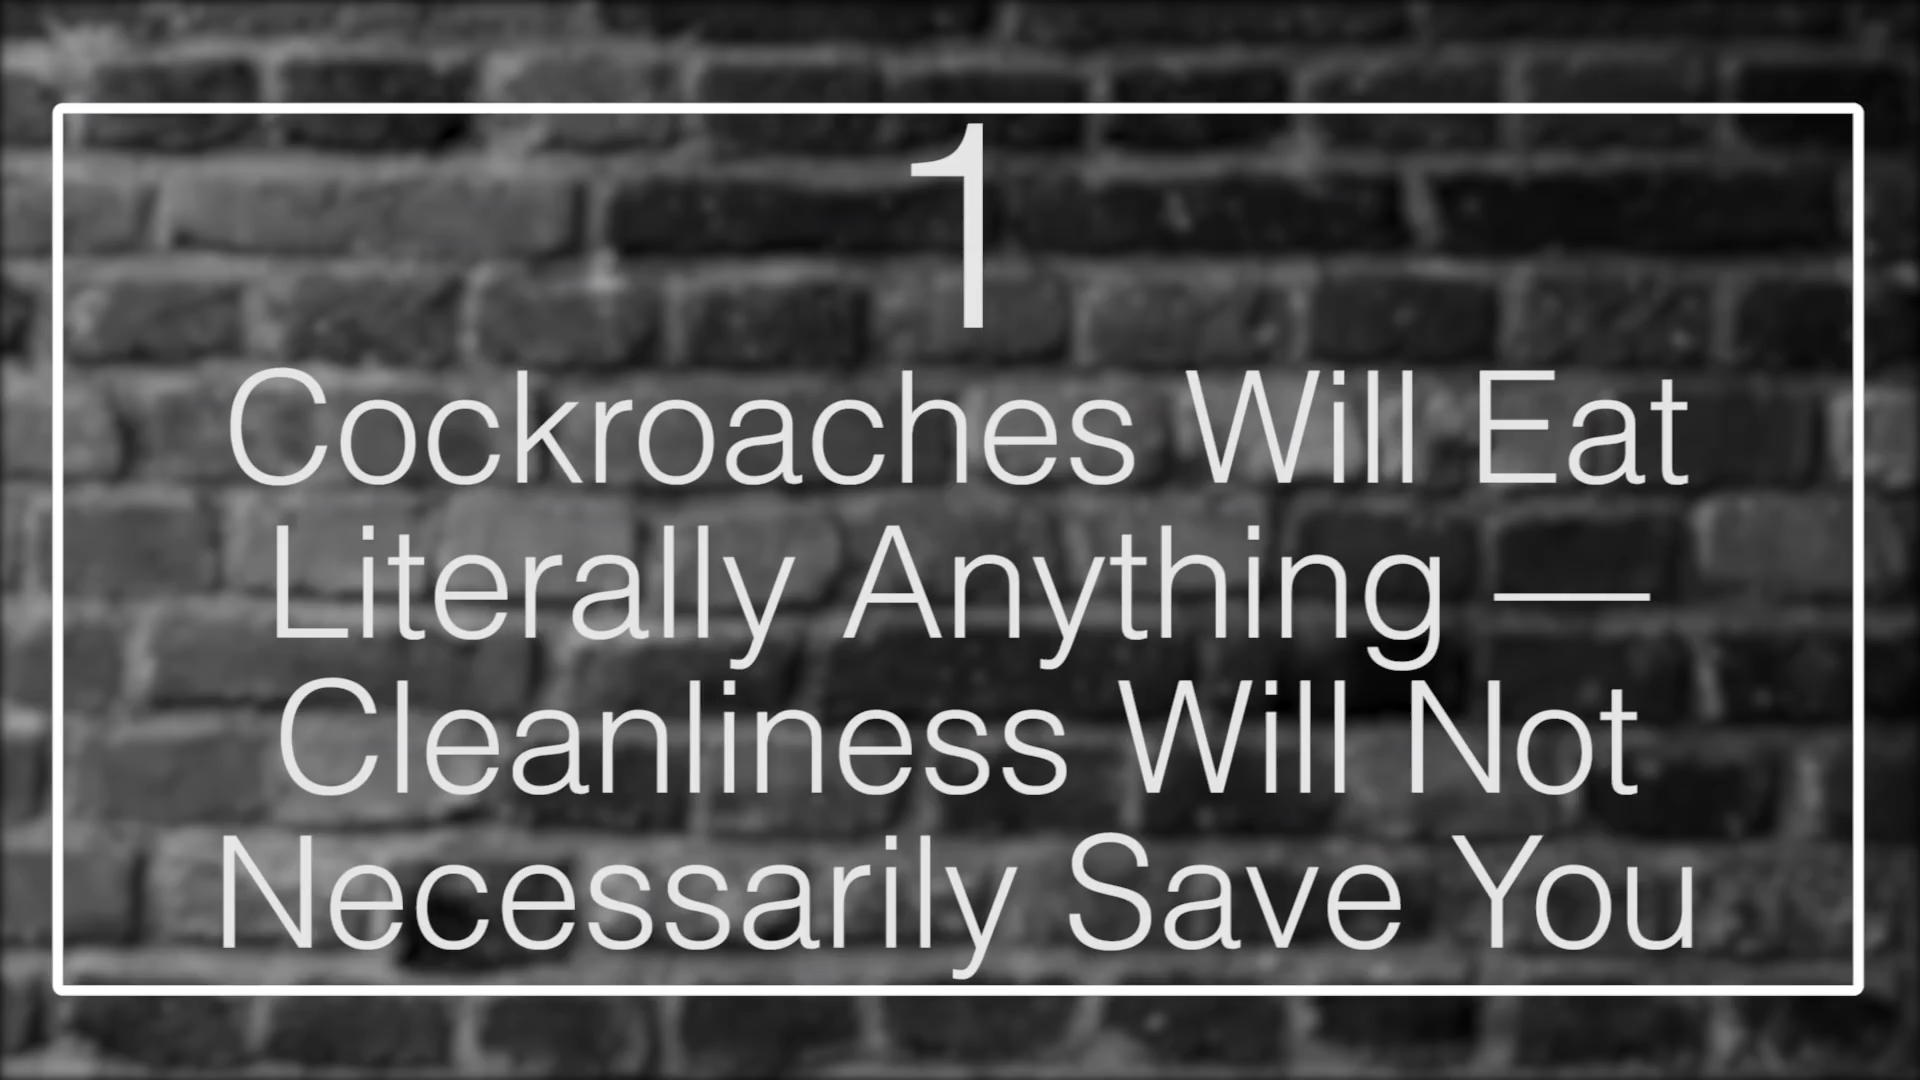 1
Cockroaches Will Eat
Literally Anything —
Cleanliness Will Not
Necessarily Save You